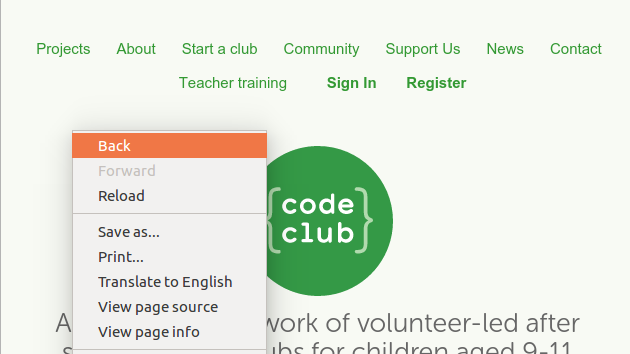 Projects About Start a club Community Support Us News Contact
Teacher training Sign In Register
Back
Forward
Reload
{code
club}
Save as...
Print...
Translate to English
View page source
View page info
A work of volunteer-led after
for children aged 9-11